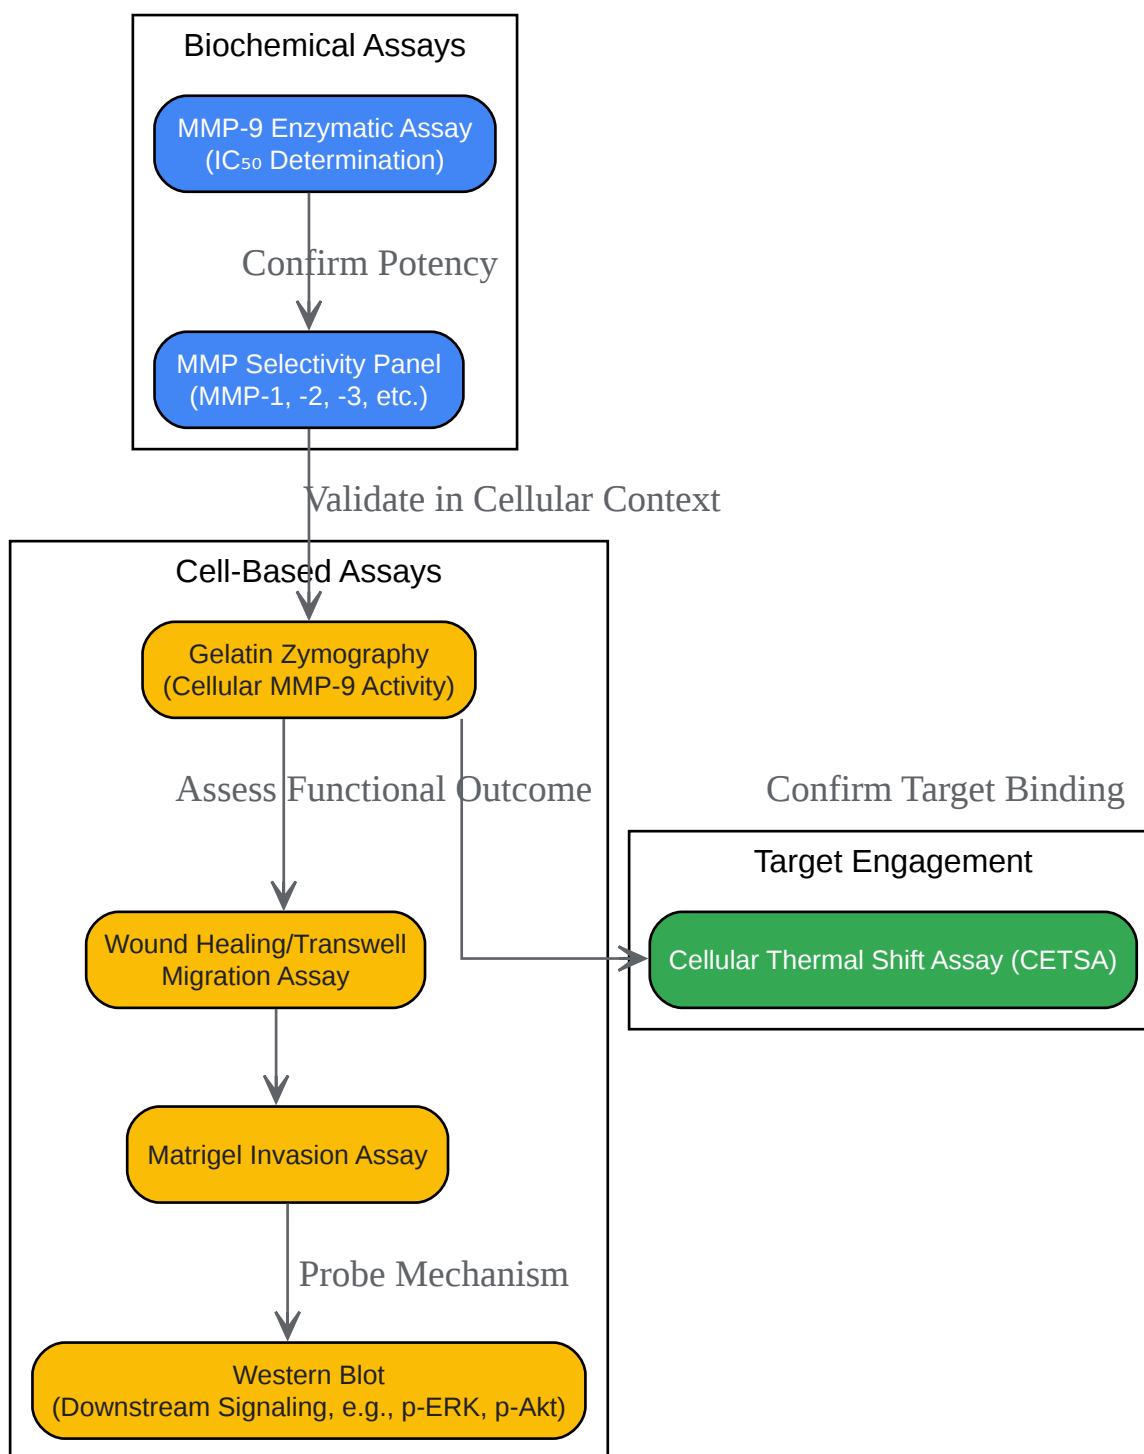 Biochemical Assays
MMP-9 Enzymatic Assay
(IC₅₀ Determination)
Confirm Potency
MMP Selectivity Panel
(MMP-1, -2, -3, etc.)
Validate in Cellular Context
Cell-Based Assays
Gelatin Zymography
(Cellular MMP-9 Activity)
Assess Functional Outcome
Confirm Target Binding
Target Engagement
Wound Healing/Transwell
Migration Assay
Cellular Thermal Shift Assay (CETSA)
Matrigel Invasion Assay
Probe Mechanism
Western Blot
(Downstream Signaling, e.g., p-ERK, p-Akt)